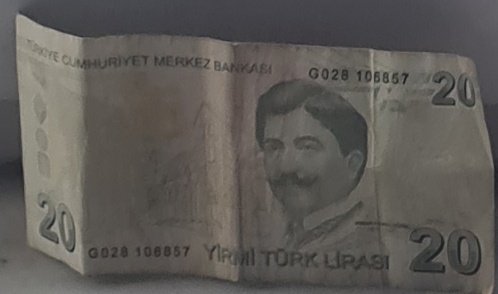 TÜRKİYE CUMHURİYET MERKEZ BANKASI
G028 106857
20
20
G028 106857
YİRMİ TÜRK LİRASI
20